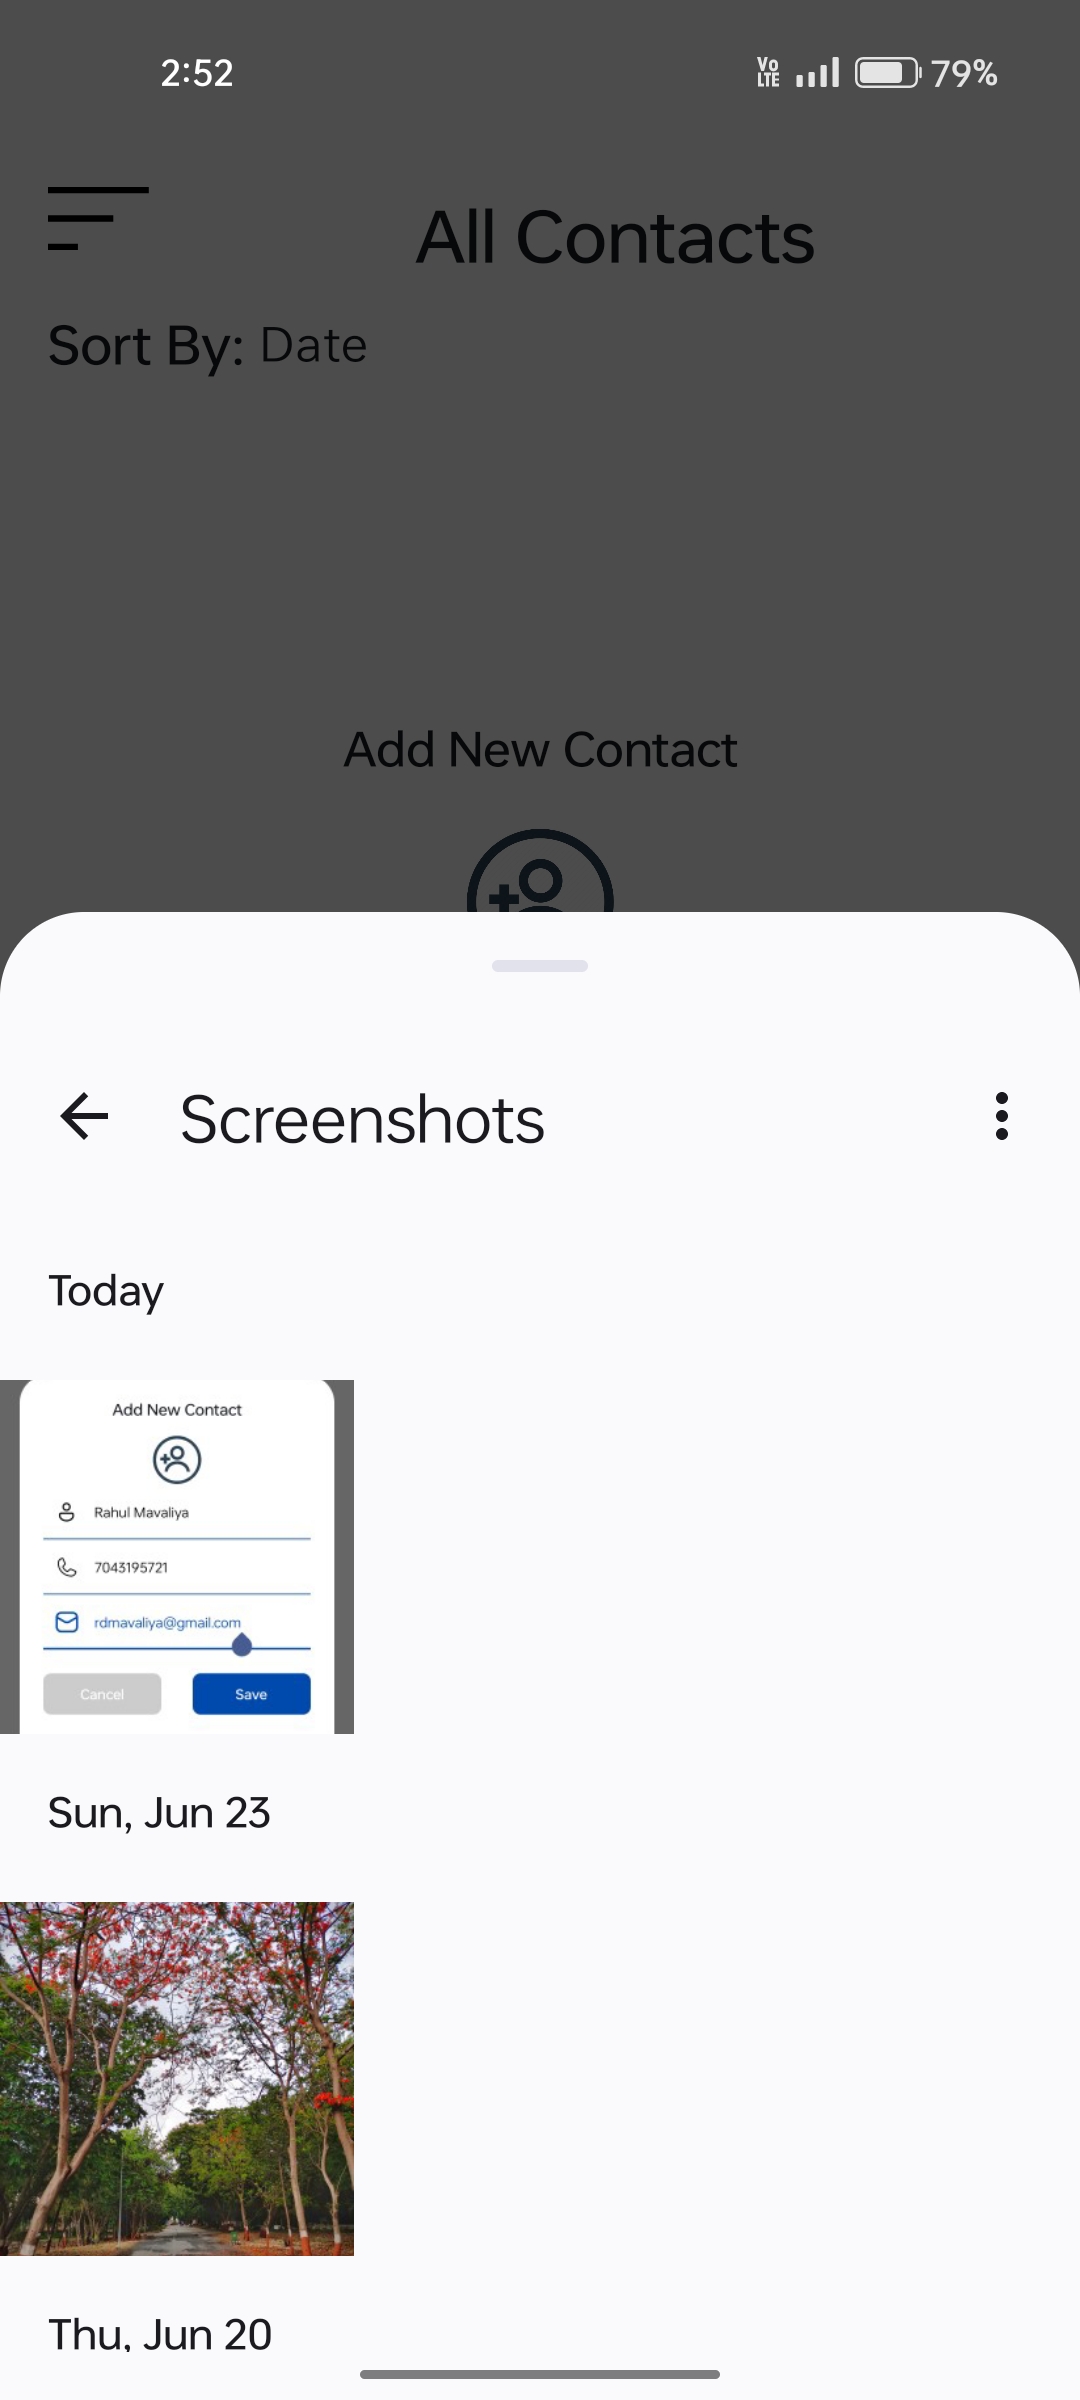 2:52
Vo
LTE
79%
All Contacts
Sort By: Date
Add New Contact
Screenshots
Today
Add New Contact
Rahul Mavaliya
7043195721
rdmavaliya@gmail.com
Cancel
Save
Sun, Jun 23
Thu, Jun 20